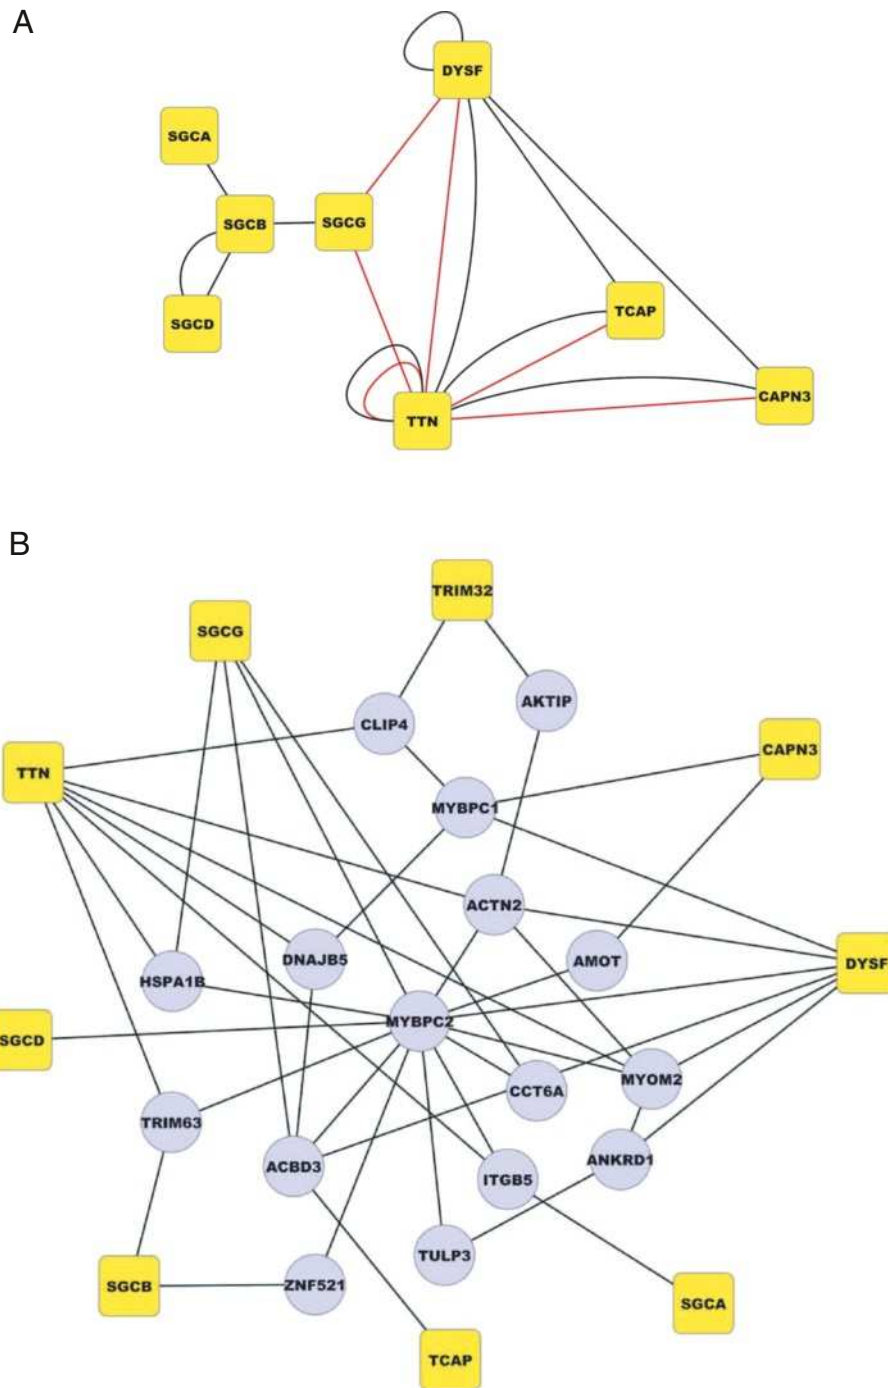 A
DYSF
SGCA
SGCB
SGCG
SGCD
TCAP
CAPN3
TTN
B
TRIM32
SGCG
AKTIP
CLIP4
CAPN3
TTN
MYBPC1
ACTN2
DNAJB5
AMOT
DYSF
HSPA1B
MYBPC2
SGCD
MYOM2
CCT6A
TRIM63
ANKRD1
ACBD3
ITGB5
TULP3
SGCB
ZNF521
SGCA
TCAP